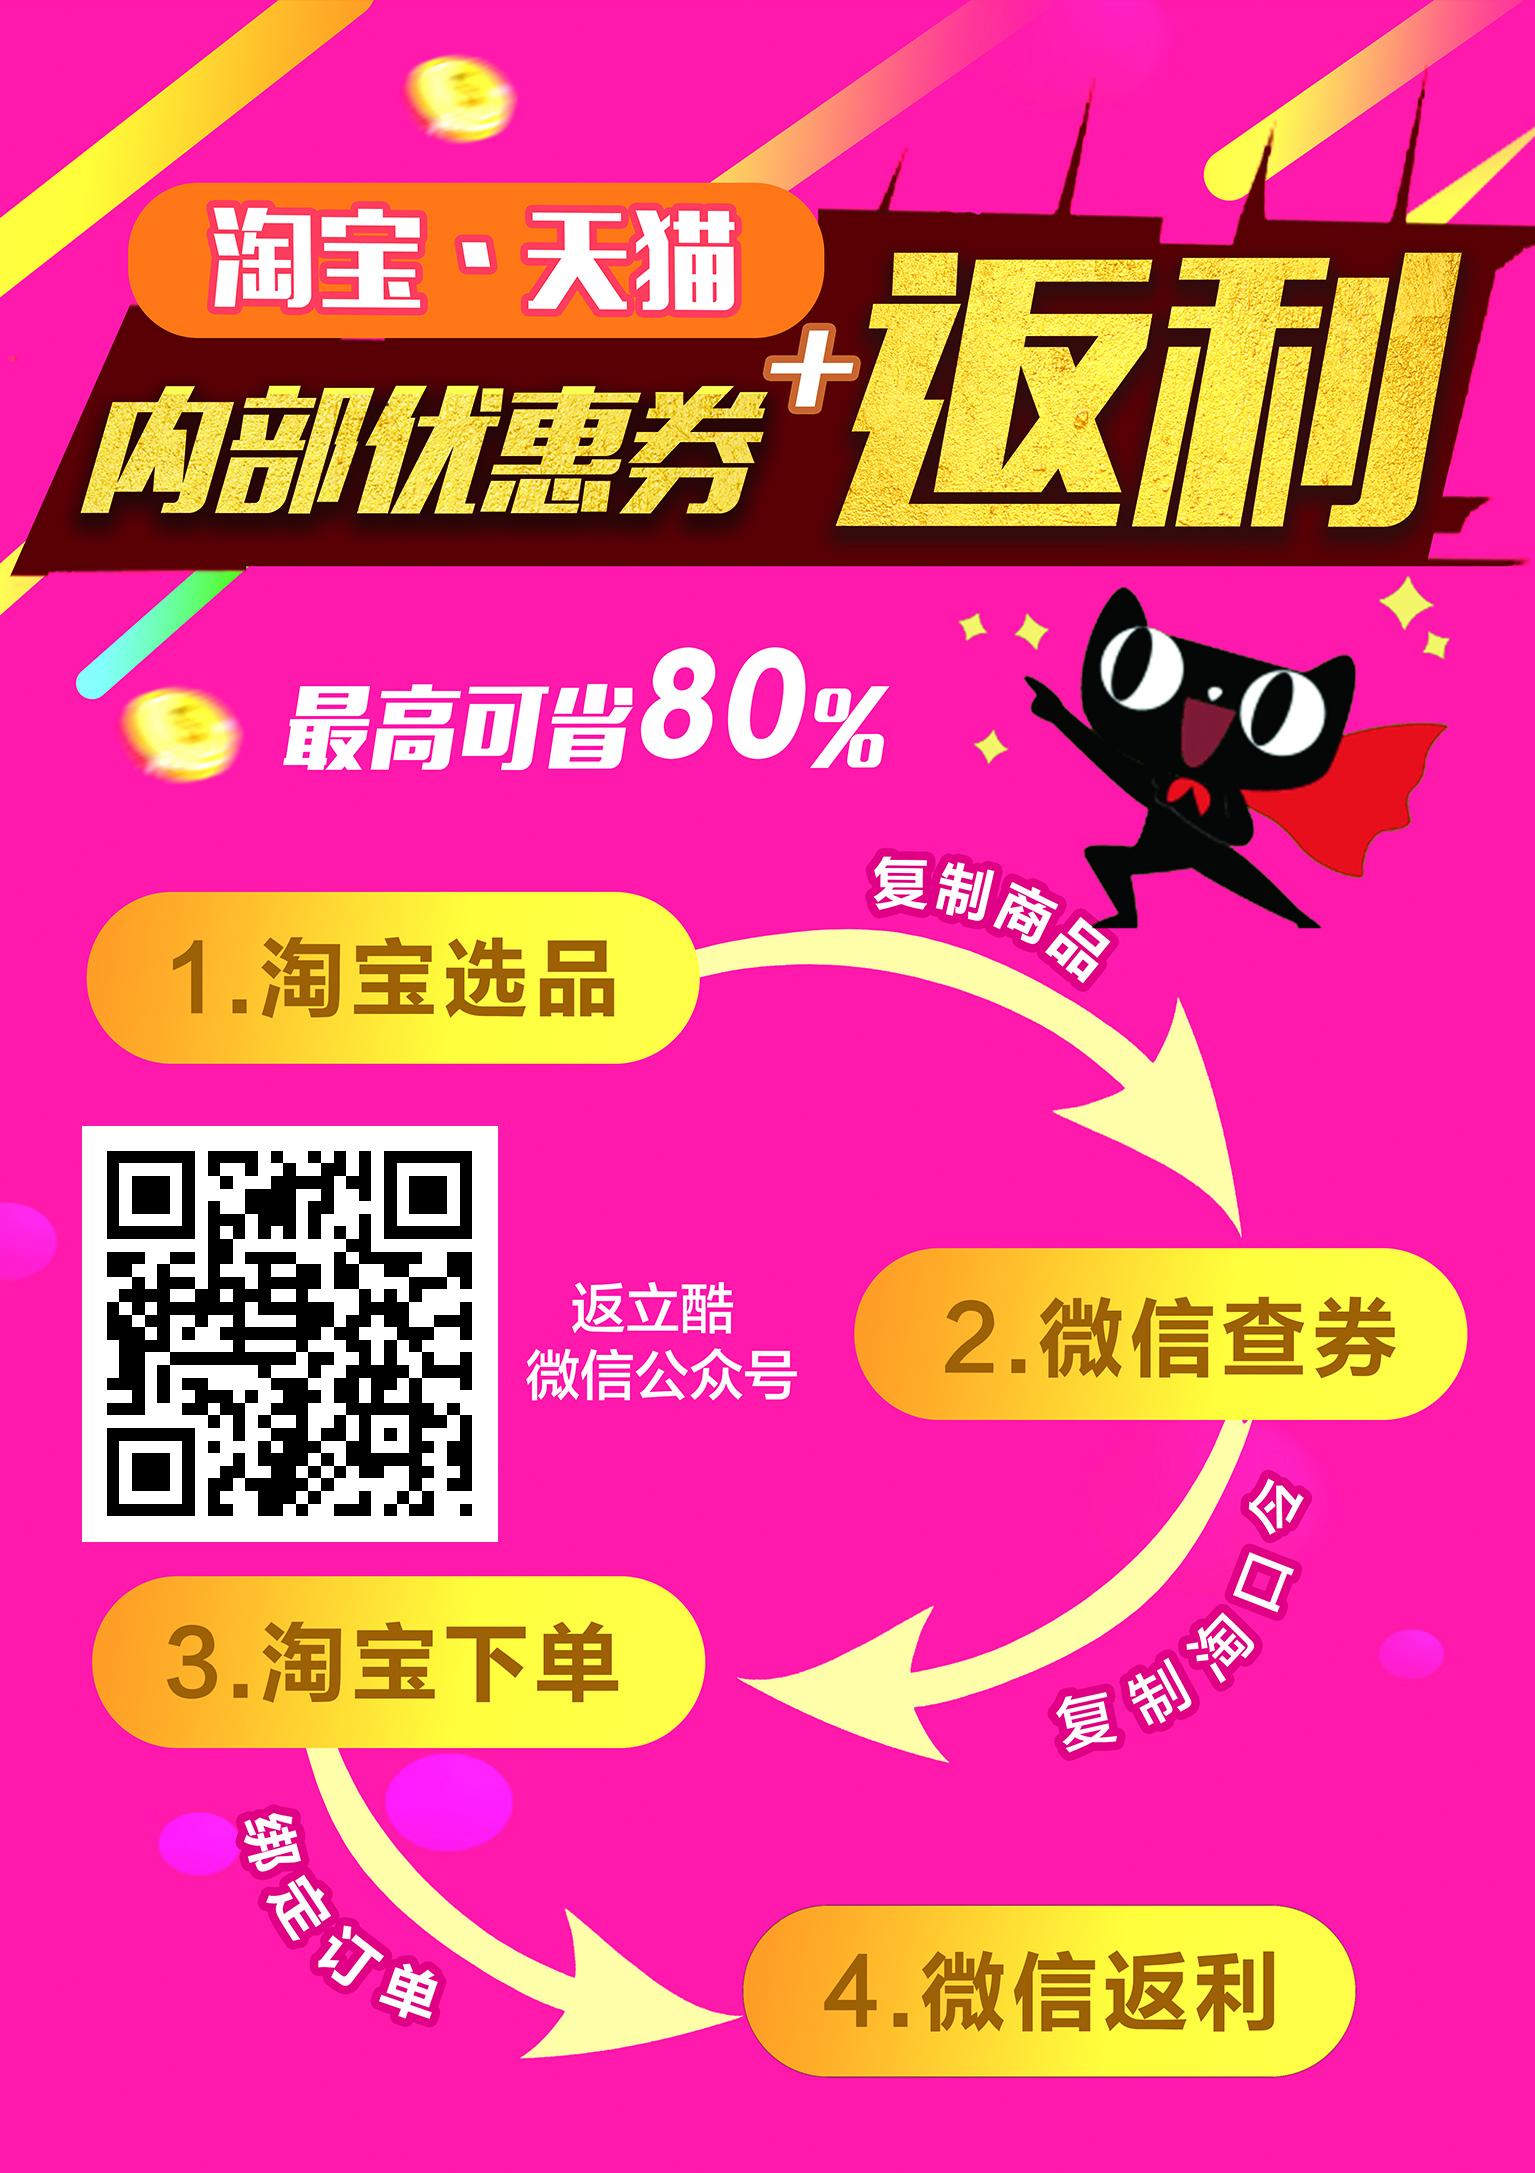 淘宝·天猫
内部优惠券+返利
最高可省80%
复制商品
1.淘宝选品
返立酷
微信公众号
2.微信查券
复制淘口令
3.淘宝下单
绑定订单
4.微信返利